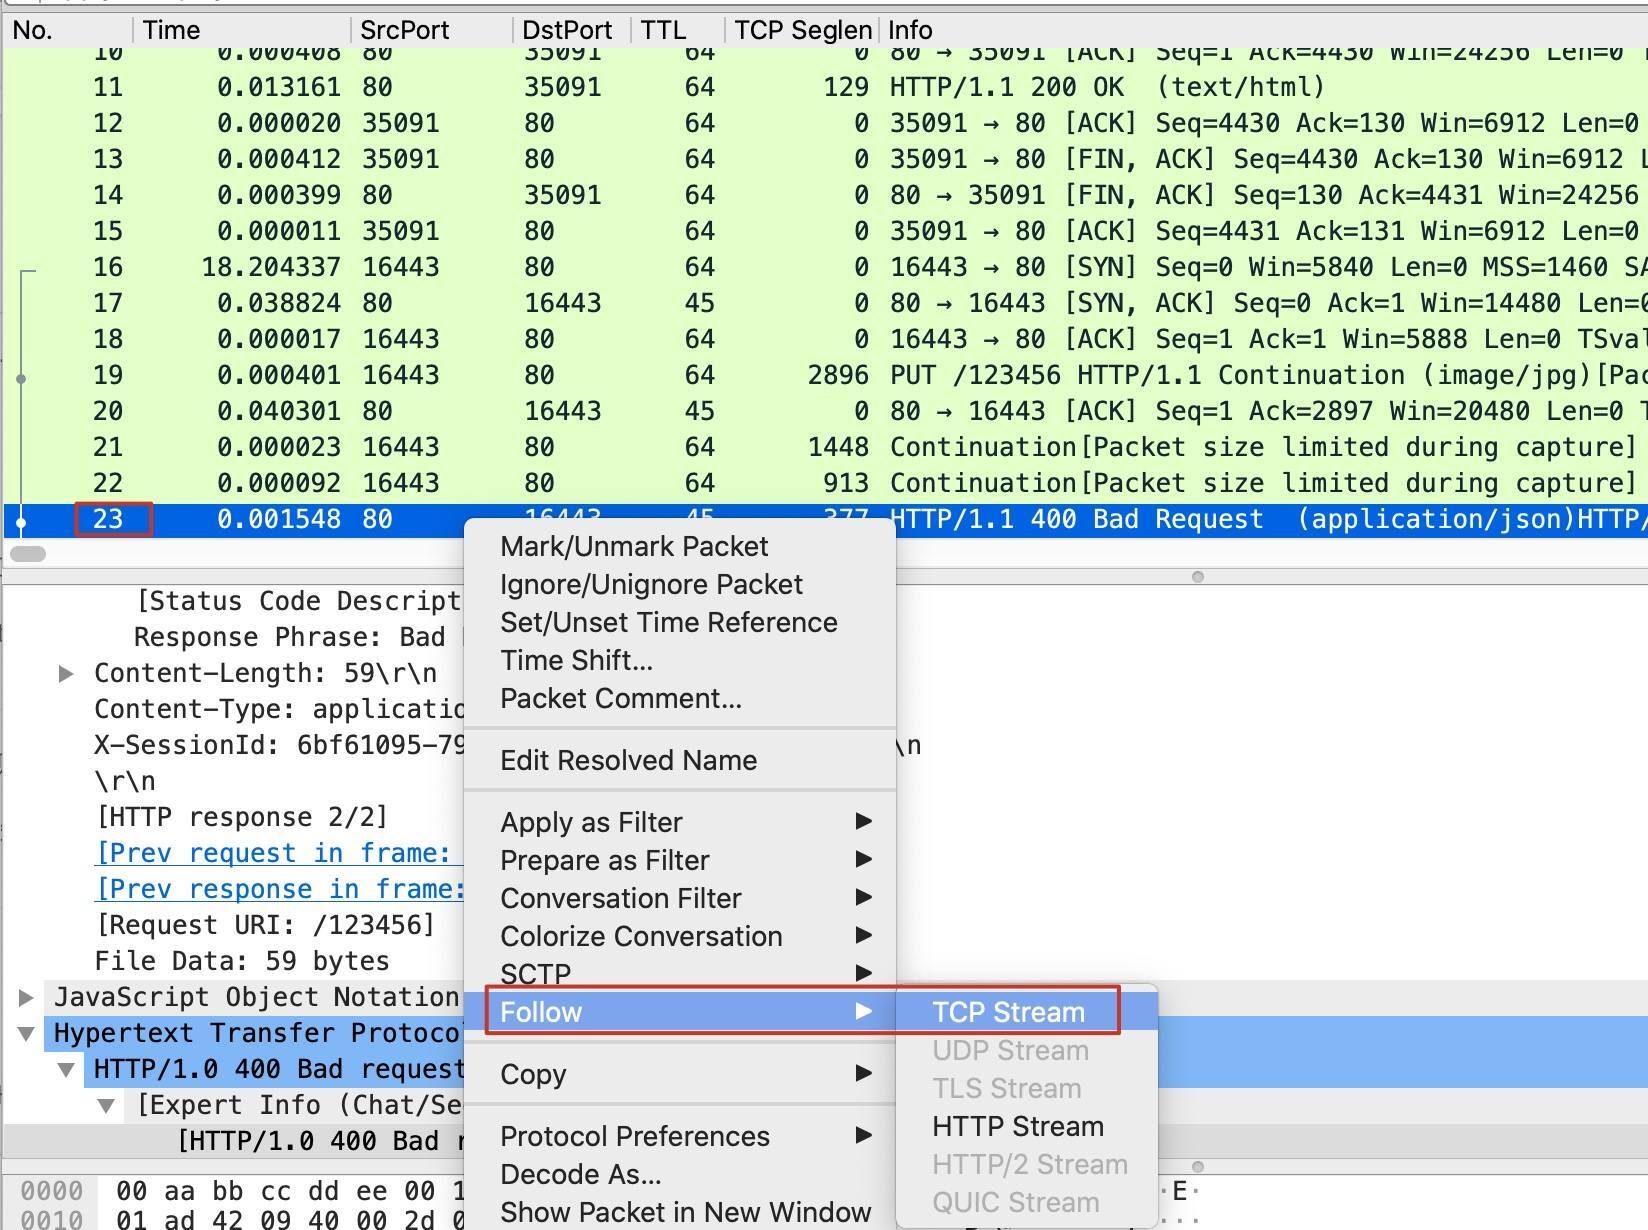 No. Time SrcPort DstPort TTL TCP Seglen Info
10 0.000408 80 35091 64 0 80 → 35091 [ACK] Seq=1 Ack=4430 Win=24256 Len=0
11 0.013161 80 35091 64 129 HTTP/1.1 200 OK (text/html)
12 0.000020 35091 80 64 0 35091 → 80 [ACK] Seq=4430 Ack=130 Win=6912 Len=0
13 0.000412 35091 80 64 0 35091 → 80 [FIN, ACK] Seq=4430 Ack=130 Win=6912 L
14 0.000399 80 35091 64 0 80 → 35091 [FIN, ACK] Seq=130 Ack=4431 Win=24256
15 0.000011 35091 80 64 0 35091 → 80 [ACK] Seq=4431 Ack=131 Win=6912 Len=0
16 18.204337 16443 80 64 0 16443 → 80 [SYN] Seq=0 Win=5840 Len=0 MSS=1460 SA
17 0.038824 80 16443 45 0 80 → 16443 [SYN, ACK] Seq=0 Ack=1 Win=14480 Len=0
18 0.000017 16443 80 64 0 16443 → 80 [ACK] Seq=1 Ack=1 Win=5888 Len=0 TSval
19 0.000401 16443 80 64 2896 PUT /123456 HTTP/1.1 Continuation (image/jpg)[Pac
20 0.040301 80 16443 45 0 80 → 16443 [ACK] Seq=1 Ack=2897 Win=20480 Len=0 T
21 0.000023 16443 80 64 1448 Continuation[Packet size limited during capture]
22 0.000092 16443 80 64 913 Continuation[Packet size limited during capture]
23 0.001548 80 16443 45 377 HTTP/1.1 400 Bad Request (application/json)HTTP/
[Status Code Descript
Response Phrase: Bad
Content-Length: 59\r\n
Content-Type: applicatio
X-SessionId: 6bf61095-79 \n
\r\n
[HTTP response 2/2]
[Prev request in frame:
[Prev response in frame:
[Request URI: /123456]
File Data: 59 bytes
JavaScript Object Notation
Hypertext Transfer Protoco
HTTP/1.0 400 Bad request
[Expert Info (Chat/Se
[HTTP/1.0 400 Bad r
0000 00 aa bb cc dd ee 00 1 ·E·
0010 01 ad 42 09 40 00 2d 0 ...
Mark/Unmark Packet
Ignore/Unignore Packet
Set/Unset Time Reference
Time Shift...
Packet Comment...
Edit Resolved Name
Apply as Filter
Prepare as Filter
Conversation Filter
Colorize Conversation
SCTP
Follow
Copy
Protocol Preferences
Decode As...
Show Packet in New Window
TCP Stream
UDP Stream
TLS Stream
HTTP Stream
HTTP/2 Stream
QUIC Stream